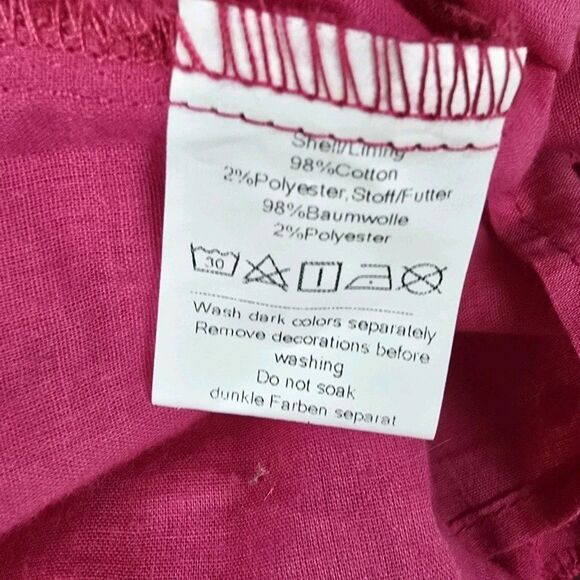 Shell/Lining
98%Cotton
2%Polyester,Stoff/Futter
98%Baumwolle
2%Polyester
30
Wash dark colors separately
Remove decorations before
washing
Do not soak
dunkle Farben separat